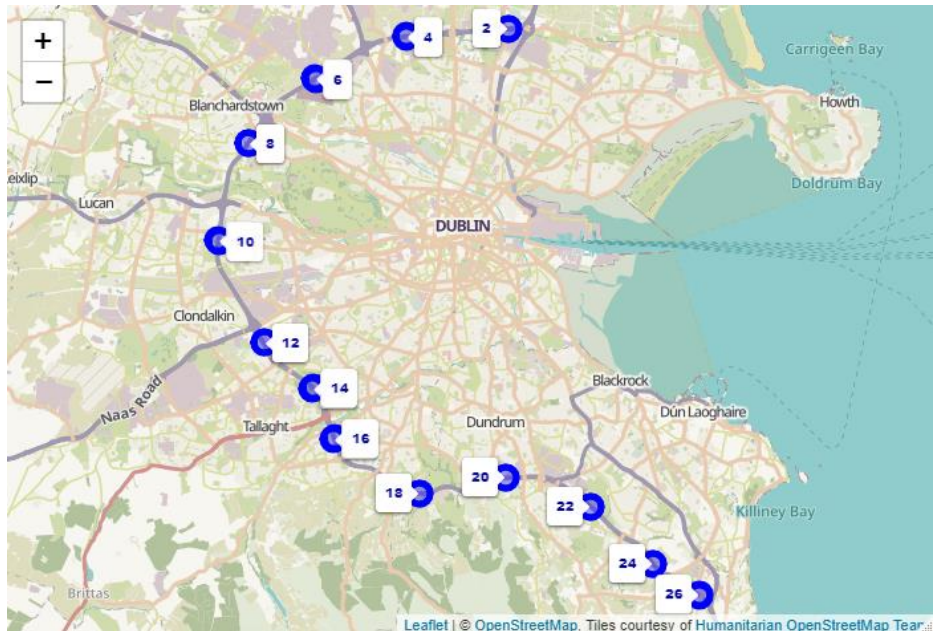 +
2
4
Carrigeen Bay
−
6
Blanchardstown
Howth
8
eixlip
Lucan
Doldrum Bay
DUBLIN
10
Clondalkin
12
Blackrock
14
Naas Road
Dún Laoghaire
Tallaght
Dundrum
16
20
18
22
Killiney Bay
24
Brittas
26
Leaflet | © OpenStreetMap, Tiles courtesy of Humanitarian OpenStreetMap Team